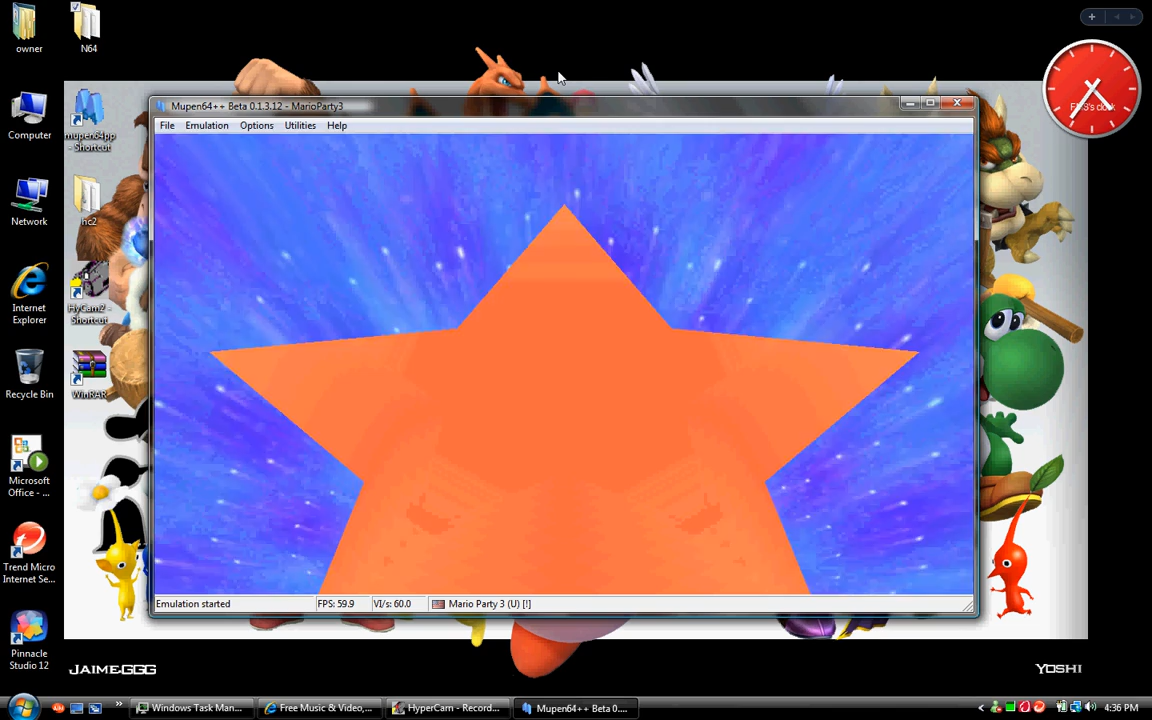 owner
N64
Computer
mupen64pp
- Shortcut
Network
hc2
Internet
Explorer
HyCam2 -
Shortcut
Recycle Bin
WinRAR
Microsoft
Office - ...
Trend Micro
Internet Se...
Pinnacle
Studio 12
Mupen64++ Beta 0.1.3.12 - MarioParty3
File Emulation Options Utilities Help
Emulation started
FPS: 59.9
VI/s: 60.0
Mario Party 3 (U) [!]
JAIMEGGG
YOSHI
Windows Task Man...
Free Music & Video,...
HyperCam - Record...
Mupen64++ Beta 0....
4:36 PM